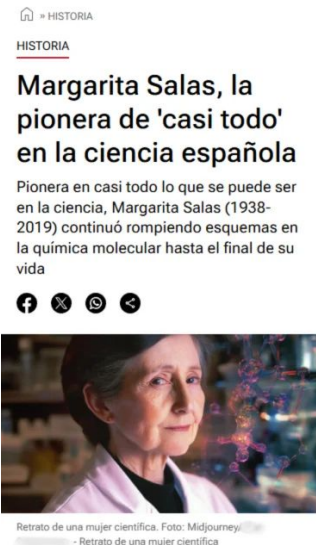 » HISTORIA
HISTORIA
Margarita Salas, la
pionera de 'casi todo'
en la ciencia española
Pionera en casi todo lo que se puede ser
en la ciencia, Margarita Salas (1938-
2019) continuó rompiendo esquemas en
la química molecular hasta el final de su
vida
Retrato de una mujer científica. Foto: Midjourney/
- Retrato de una mujer científica